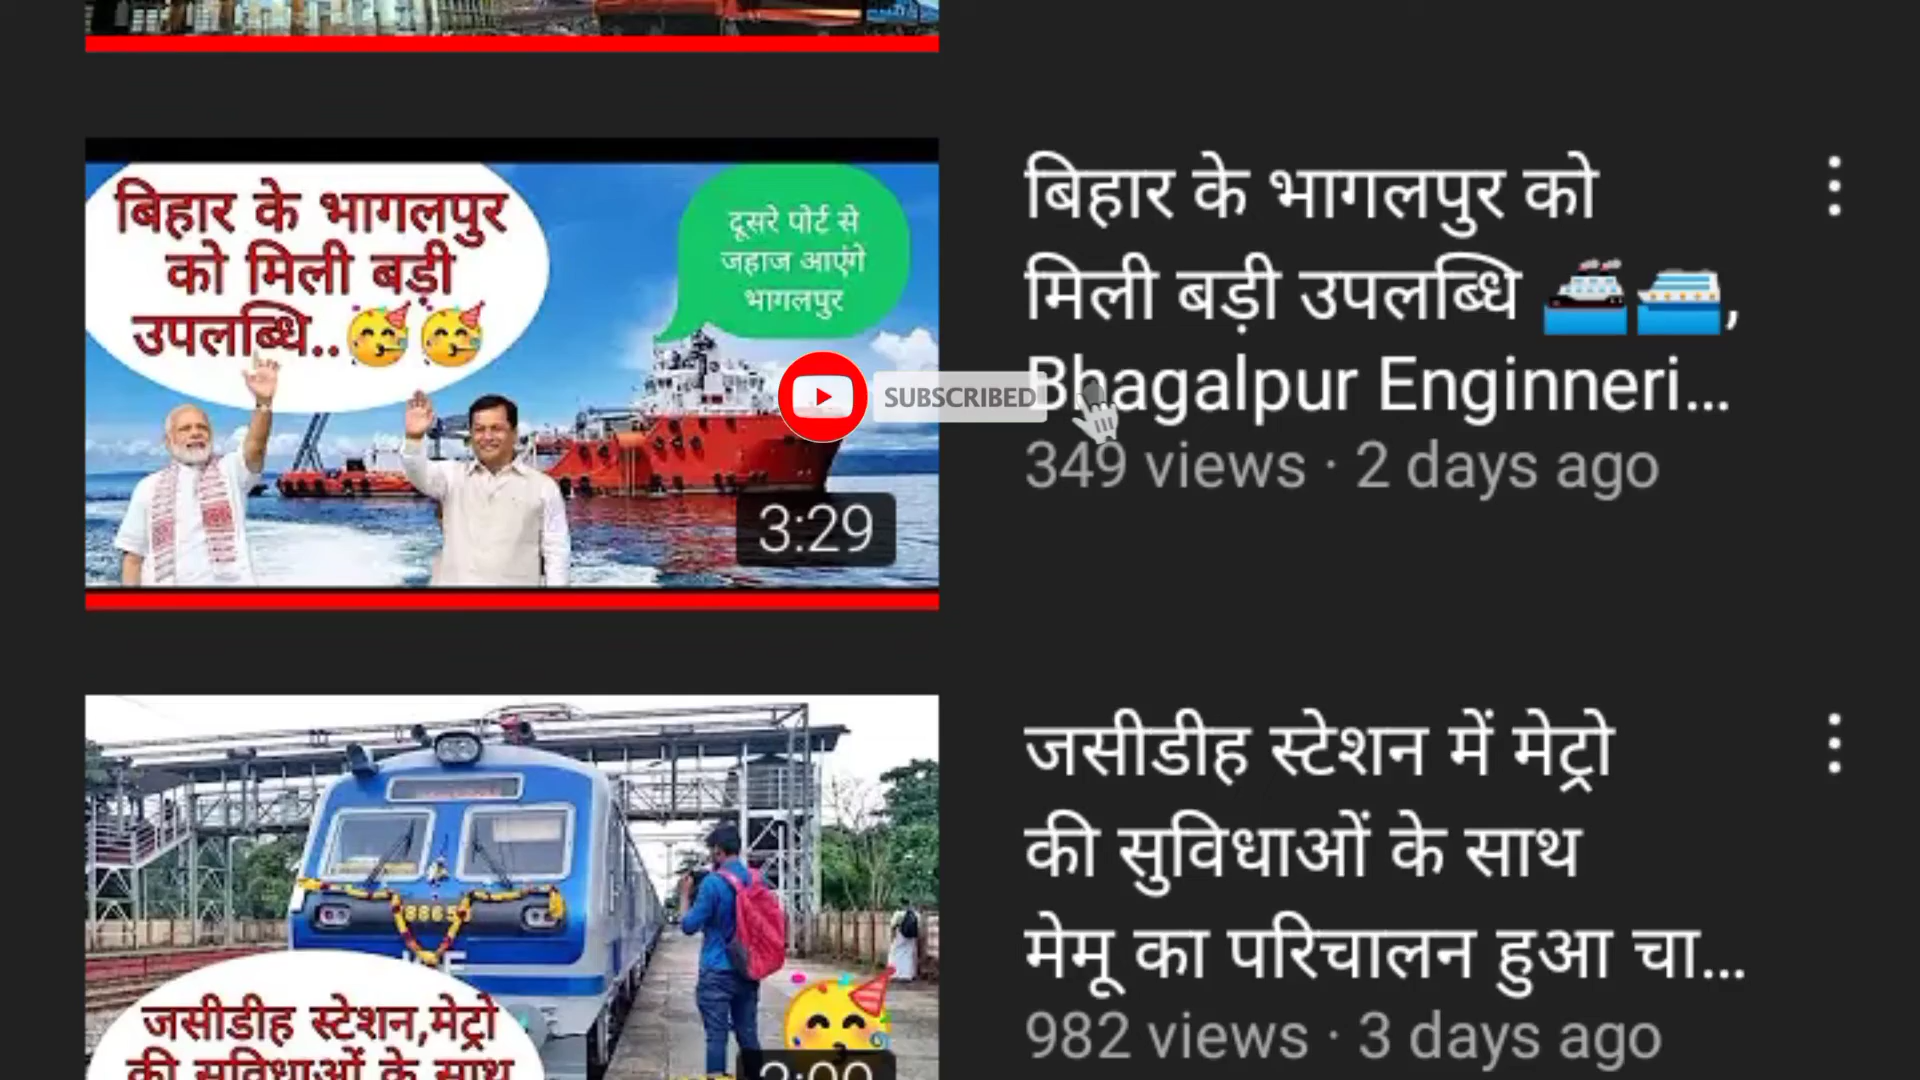 बिहार के भागलपुर
को मिली बड़ी
उपलब्धि..
दूसरे पोर्ट से
जहाज आएंगे
भागलपुर
3:29
बिहार के भागलपुर को
मिली बड़ी उपलब्धि ,
Bhagalpur Enginneri...
349 views · 2 days ago
SUBSCRIBED
जसीडीह स्टेशन में मेट्रो
की सुविधाओं के साथ
मेमू का परिचालन हुआ चा...
982 views · 3 days ago
8865
जसीडीह स्टेशन,मेट्रो
की सुविधाओं के साथ